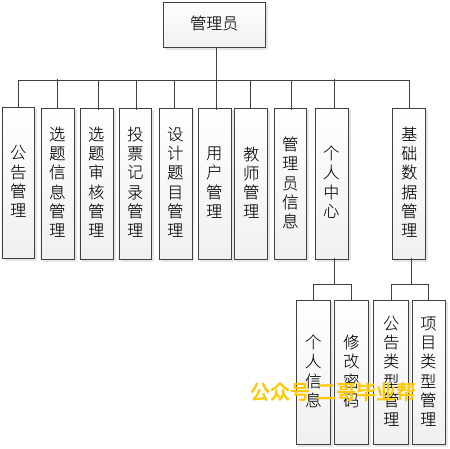 管理员
公告管理
选题信息管理
选题审核管理
投票记录管理
设计题目管理
用户管理
教师管理
管理员信息
个人中心
基础数据管理
个人信息
修改密码
公告类型管理
项目类型管理
公众号 二哥毕业帮